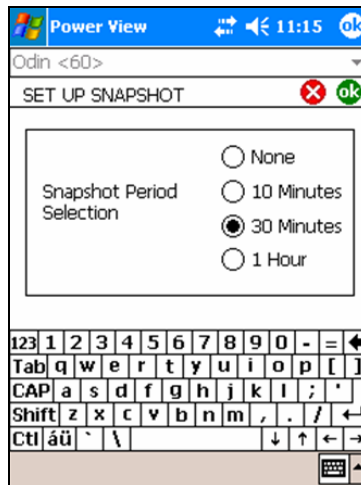 Power View 11:15 ok
Odin <60>
SET UP SNAPSHOT ok
None
Snapshot Period
Selection
10 Minutes
30 Minutes
1 Hour
123 1 2 3 4 5 6 7 8 9 0 - = ←
Tab q w e r t y u i o p [ ]
CAP a s d f g h j k l ; '
Shift z x c v b n m , . / ↵
Ctl áü ` \ ↓ ↑ ← →